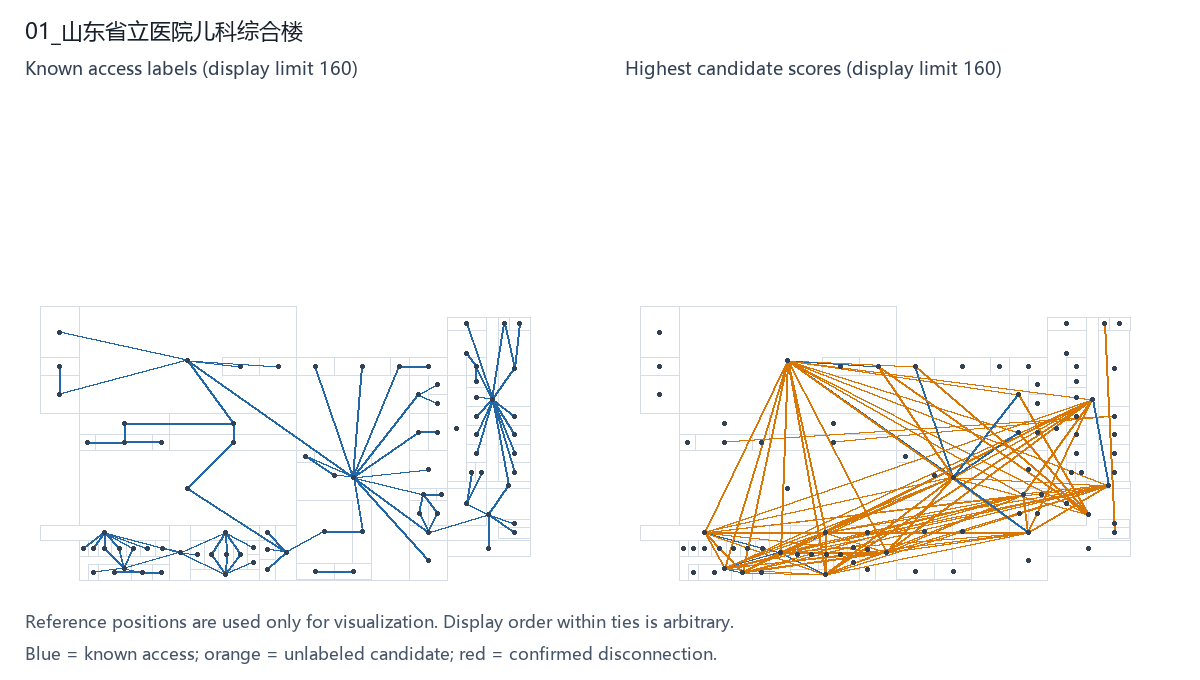 01_山东省立医院儿科综合楼
Known access labels (display limit 160)
Highest candidate scores (display limit 160)
Reference positions are used only for visualization. Display order within ties is arbitrary.
Blue = known access; orange = unlabeled candidate; red = confirmed disconnection.